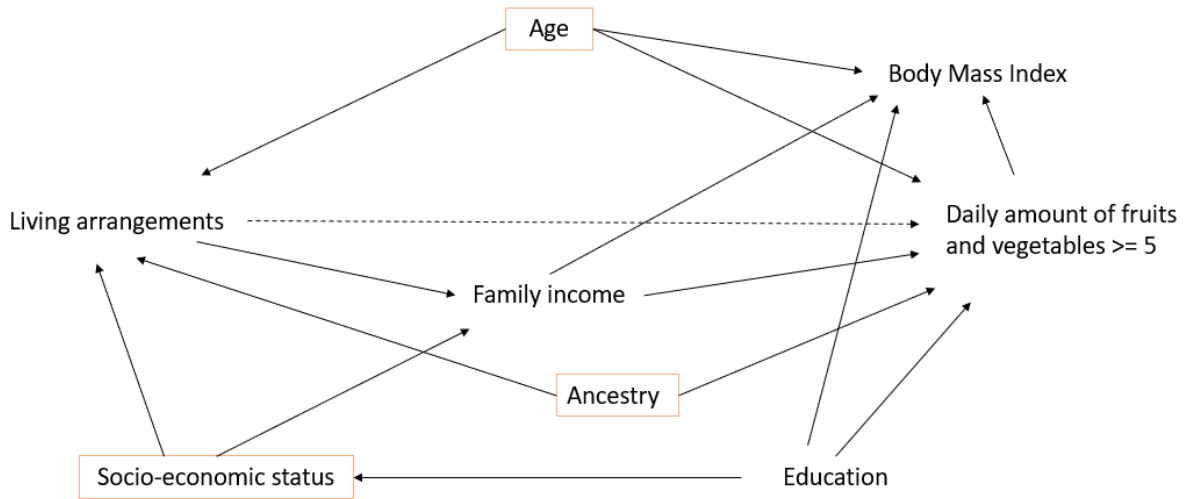 Age
Body Mass Index
Living arrangements
Daily amount of fruits
and vegetables >= 5
Family income
Ancestry
Socio-economic status
Education